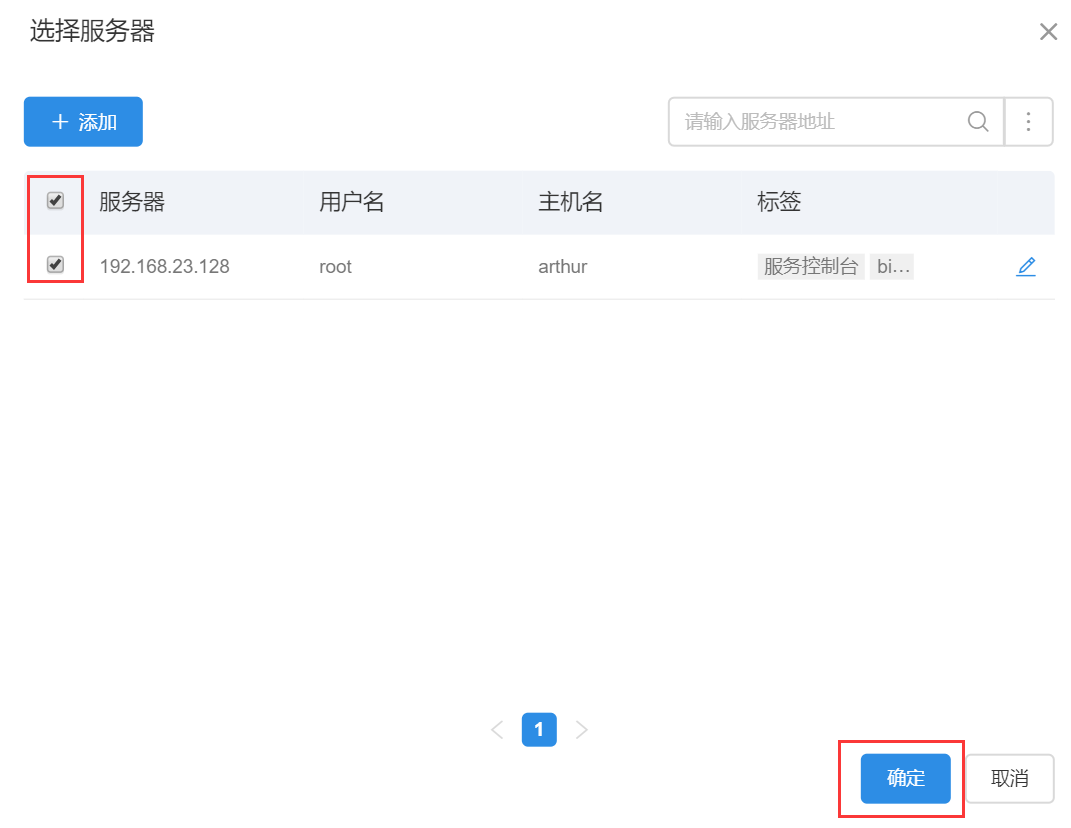 选择服务器
添加
请输入服务器地址
服务器 用户名 主机名 标签
192.168.23.128 root arthur 服务控制台 bi...
1
确定 取消